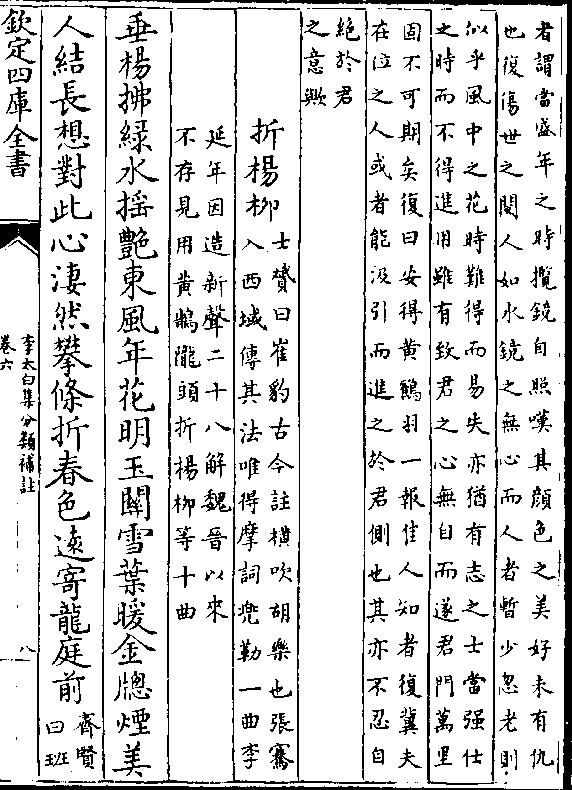 者謂當盛年之時攬鏡自照嘆其顔色之美好未有仇
也復傷世之閱人如水鏡之無心而人者暫少忽老則
似乎風中之花時難得而易失亦猶有志之士當强仕
之時而不得進用雖有致君之心無自而遂君門萬里
固不可期矣復曰安得黄鶴羽一報佳人知者復冀夫
在位之人或者能汲引而進之於君側也其亦不忍自
絶於君
之意歟
折楊柳
士贇曰崔豹古今註横吹胡樂也張騫
入西域傳其法唯得摩訶兜勒一曲李
延年因造新聲二十八解魏晉以來
不存見用黄鵠隴頭折楊柳等十曲
垂楊拂緑水揺艷東風年花明玉關雪葉暖金牕煙美
人結長想對此心淒然攀條折春色逺寄龍庭前
齊賢
曰班
欽定四庫全書
李太白集分類補註
卷六
八